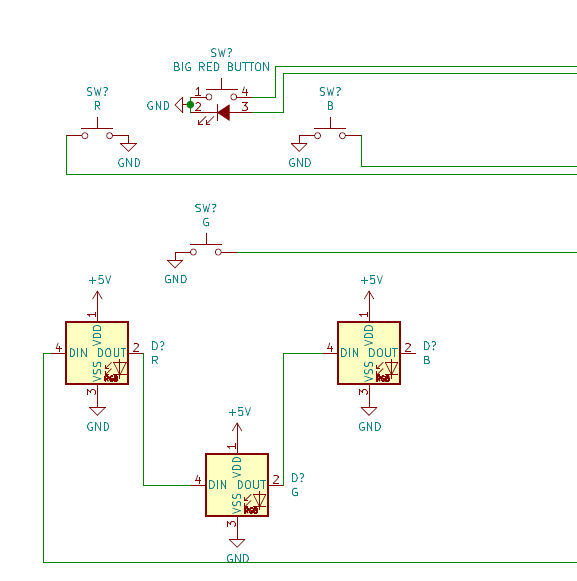 SW?
BIG RED BUTTON
1 4
GND
2 3
SW?
R
GND
SW?
B
GND
SW?
G
GND
+5V
1
VDD
4 DIN DOUT 2
VSS
RGB
3
GND
D?
R
+5V
1
VDD
4 DIN DOUT 2
VSS
RGB
3
GND
D?
B
+5V
1
VDD
4 DIN DOUT 2
VSS
RGB
3
GND
D?
G